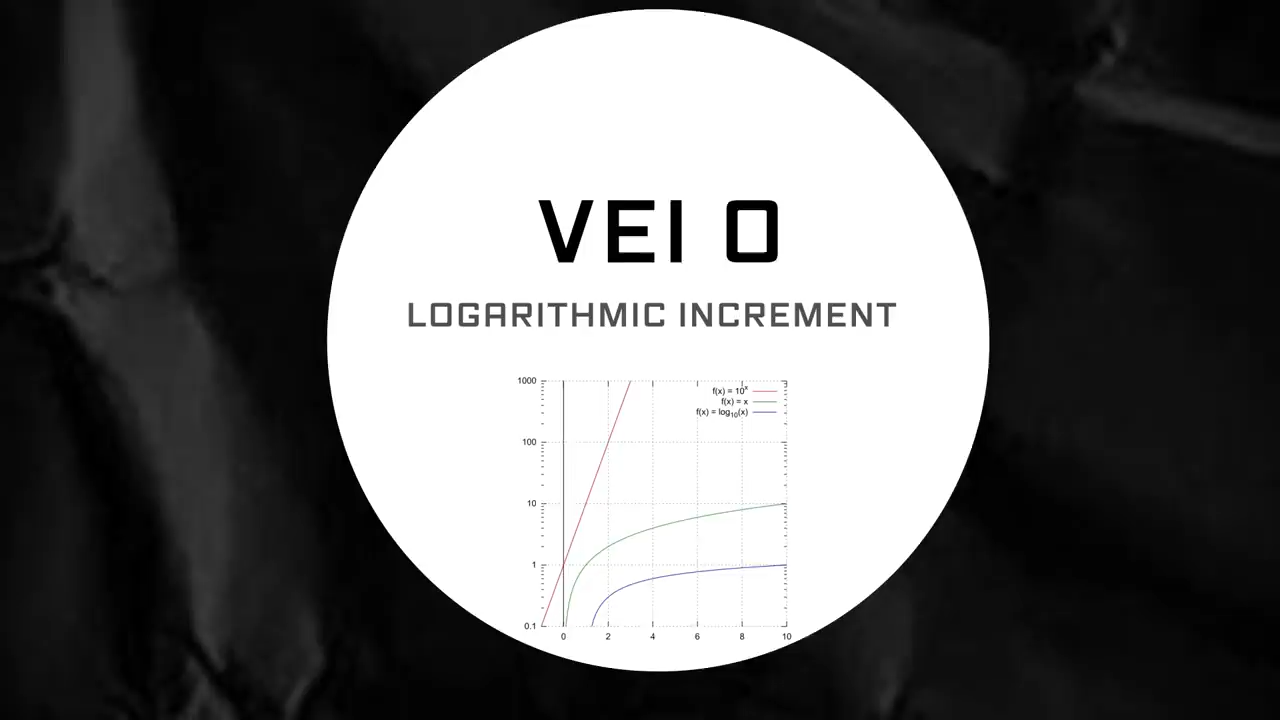 VEI 0
LOGARITHMIC INCREMENT
1000
100
10
1
0.1
f(x) = 10^x
f(x) = x
f(x) = log₁₀(x)
0 2 4 6 8 10